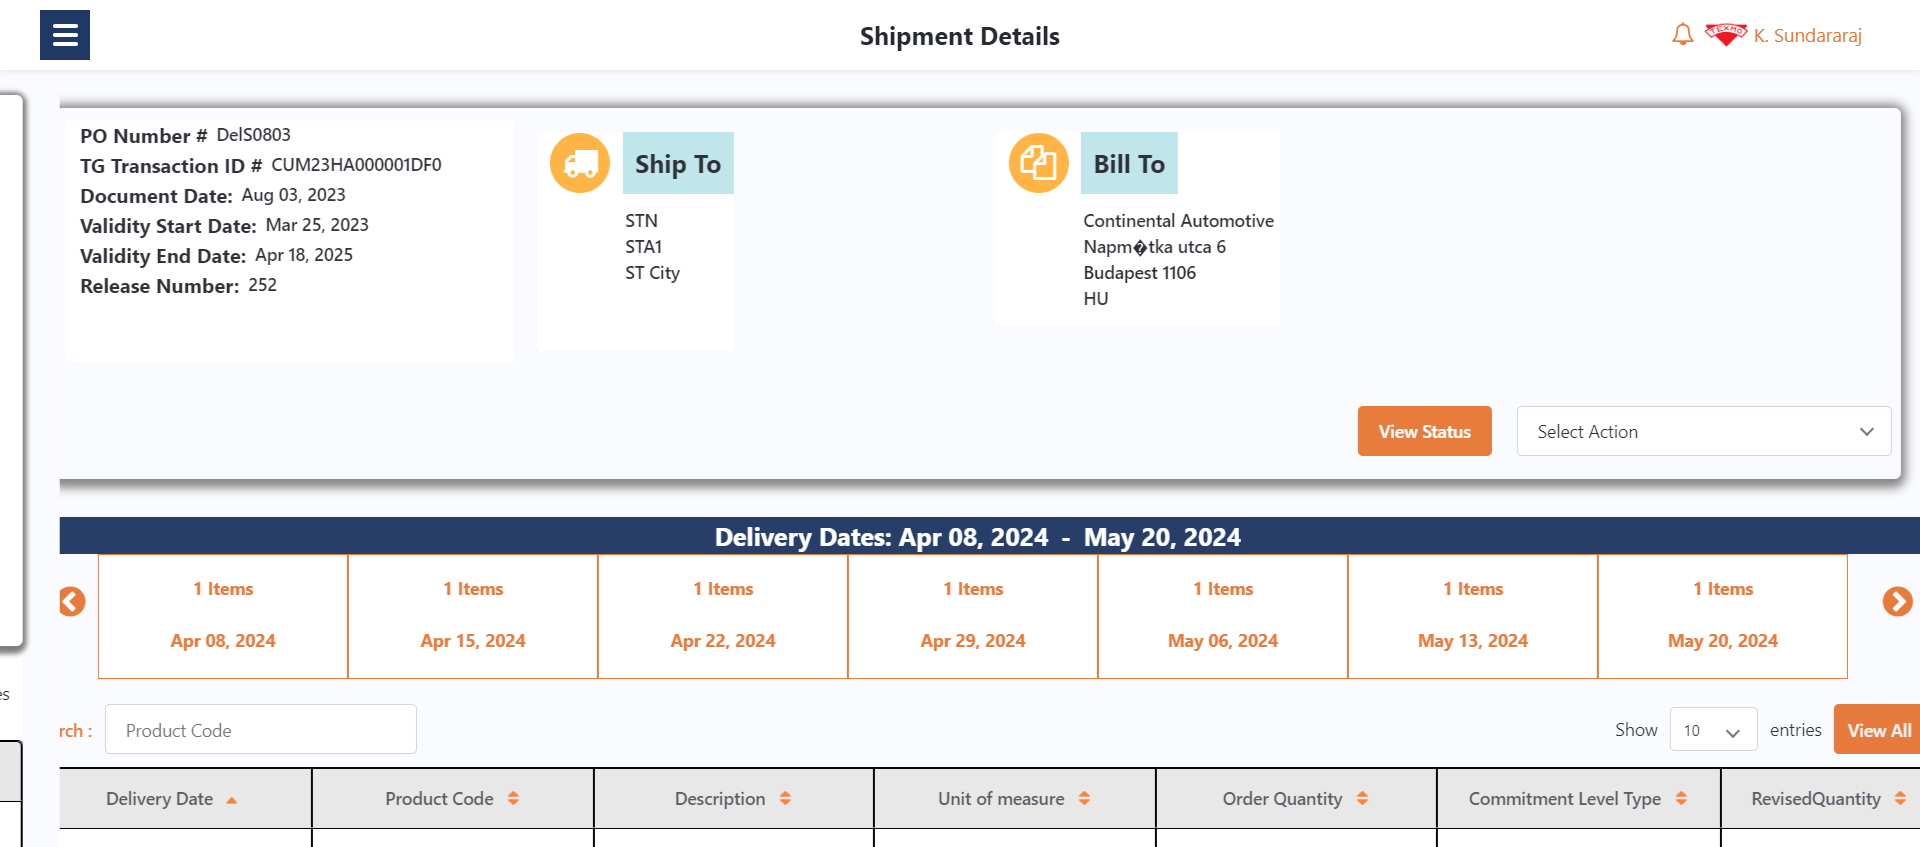 Shipment Details
TEXMO
K. Sundararaj
PO Number # DelS0803
TG Transaction ID # CUM23HA000001DF0
Document Date: Aug 03, 2023
Validity Start Date: Mar 25, 2023
Validity End Date: Apr 18, 2025
Release Number: 252
Ship To
STN
STA1
ST City
Bill To
Continental Automotive
Napm�tka utca 6
Budapest 1106
HU
View Status
Select Action
Delivery Dates: Apr 08, 2024 - May 20, 2024
1 Items 1 Items 1 Items 1 Items 1 Items 1 Items 1 Items
Apr 08, 2024 Apr 15, 2024 Apr 22, 2024 Apr 29, 2024 May 06, 2024 May 13, 2024 May 20, 2024
es
rch : Product Code Show 10 entries View All
Delivery Date Product Code Description Unit of measure Order Quantity Commitment Level Type RevisedQuantity